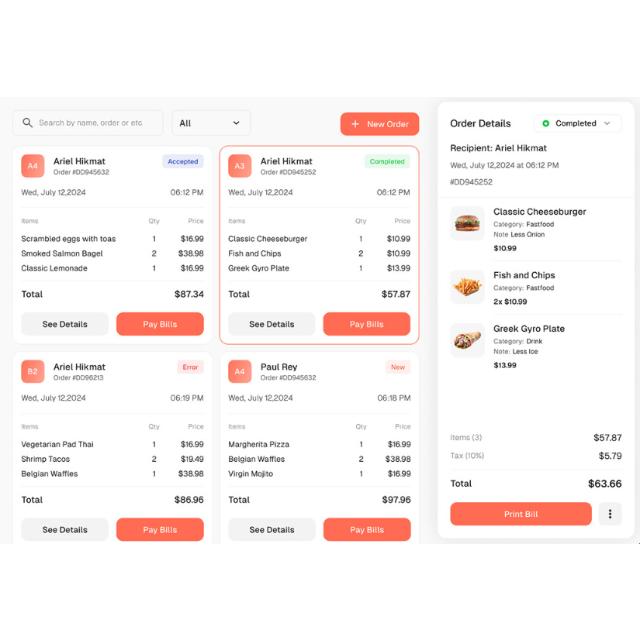 Search by name, order or etc.
All
+ New Order
A4
Ariel Hikmat
Order #DD945632
Accepted
Wed, July 12,2024 06:12 PM
Items Qty Price
Scrambled eggs with toas 1 $16.99
Smoked Salmon Bagel 2 $38.98
Classic Lemonade 1 $16.99
Total $87.34
See Details Pay Bills
A3
Ariel Hikmat
Order #DD945252
Completed
Wed, July 12,2024 06:12 PM
Items Qty Price
Classic Cheeseburger 1 $10.99
Fish and Chips 2 $10.99
Greek Gyro Plate 1 $13.99
Total $57.87
See Details Pay Bills
B2
Ariel Hikmat
Order #DD96213
Error
Wed, July 12,2024 06:19 PM
Items Qty Price
Vegetarian Pad Thai 1 $16.99
Shrimp Tacos 2 $19.49
Belgian Waffles 1 $38.98
Total $86.96
See Details Pay Bills
A4
Paul Rey
Order #DD945632
New
Wed, July 12,2024 06:18 PM
Items Qty Price
Margherita Pizza 1 $16.99
Belgian Waffles 2 $38.98
Virgin Mojito 1 $16.99
Total $97.96
See Details Pay Bills
Order Details Completed
Recipient: Ariel Hikmat
Wed, July 12,2024 at 06:12 PM
#DD945252
Classic Cheeseburger
Category: Fastfood
Note Less Onion
$10.99
Fish and Chips
Category: Fastfood
2x $10.99
Greek Gyro Plate
Category: Drink
Note: Less Ice
$13.99
Items (3) $57.87
Tax (10%) $5.79
Total $63.66
Print Bill